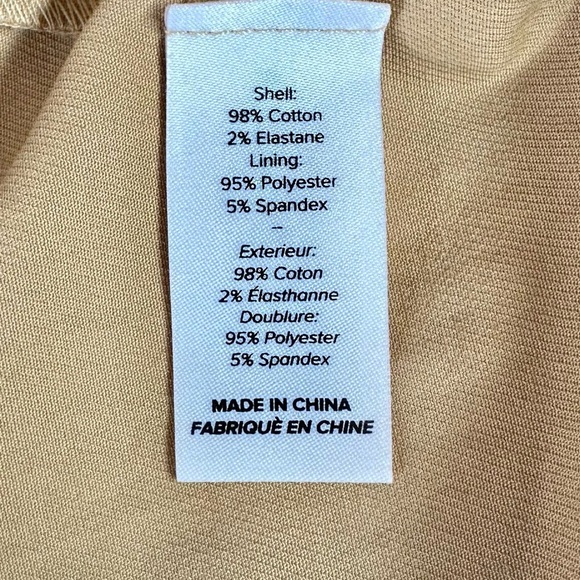 Shell:
98% Cotton
2% Elastane
Lining:
95% Polyester
5% Spandex
–
Exterieur:
98% Coton
2% Élasthanne
Doublure:
95% Polyester
5% Spandex
MADE IN CHINA
FABRIQUÈ EN CHINE